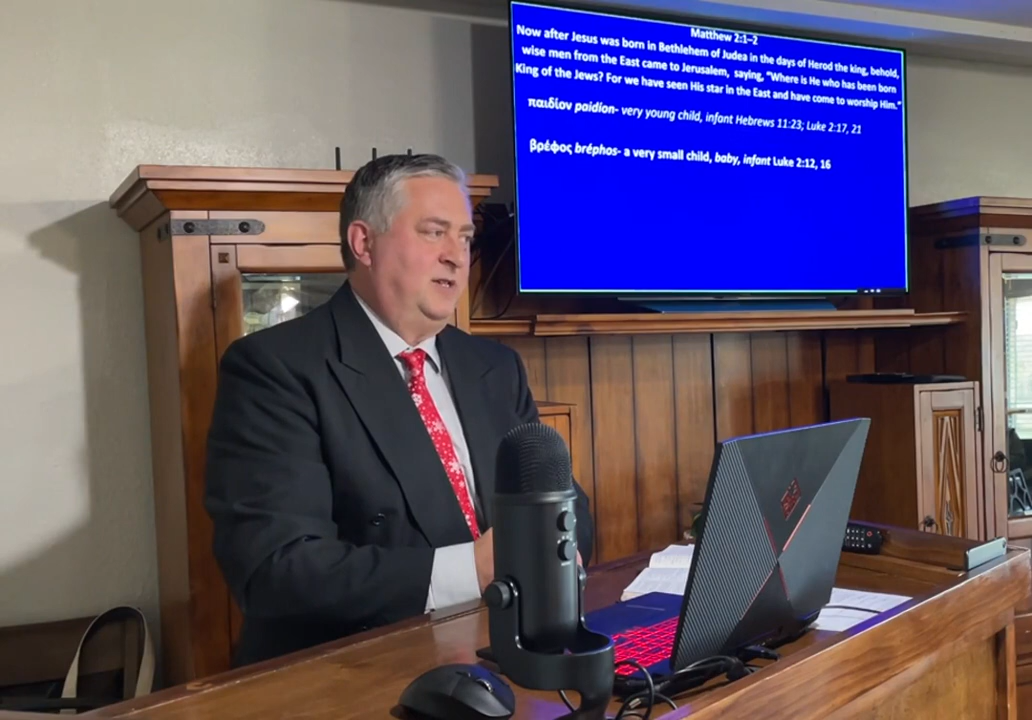 Matthew 2:1–2
Now after Jesus was born in Bethlehem of Judea in the days of Herod the king, behold,
wise men from the East came to Jerusalem, saying, "Where is He who has been born
King of the Jews? For we have seen His star in the East and have come to worship Him."
παιδίον paidion- very young child, infant Hebrews 11:23; Luke 2:17, 21
βρέφος bréphos- a very small child, baby, infant Luke 2:12, 16